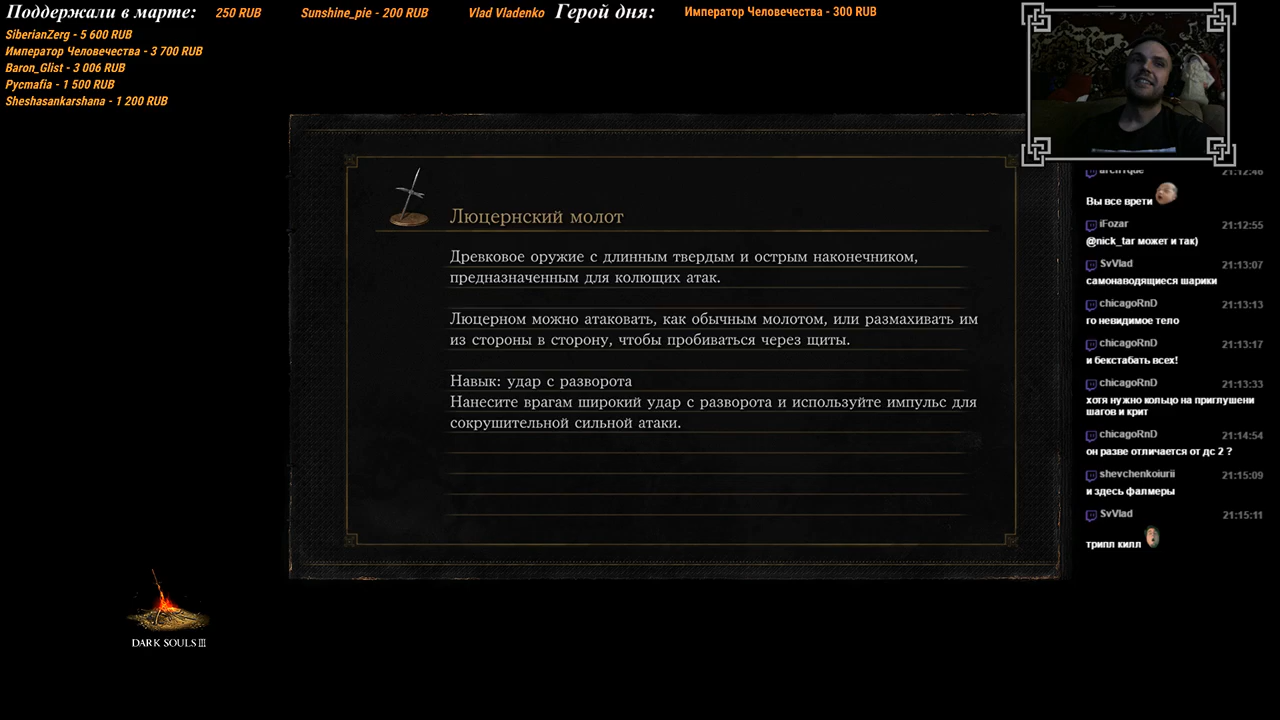 Поддержали в марте: 250 RUB Sunshine_pie - 200 RUB Vlad Vladenko Герой дня: Император Человечества - 300 RUB
SiberianZerg - 5 600 RUB
Император Человечества - 3 700 RUB
Baron_Glist - 3 006 RUB
Pycmafia - 1 500 RUB
Sheshasankarshana - 1 200 RUB
Люцернский молот
Древковое оружие с длинным твердым и острым наконечником,
предназначенным для колющих атак.
Люцерном можно атаковать, как обычным молотом, или размахивать им
из стороны в сторону, чтобы пробиваться через щиты.
Навык: удар с разворота
Нанесите врагам широкий удар с разворота и используйте импульс для
сокрушительной сильной атаки.
21:12:46
Вы все врети
iFozar 21:12:55
@nick_tar может и так)
SvVlad 21:13:07
самонаводящиеся шарики
chicagoRnD 21:13:13
го невидимое тело
chicagoRnD 21:13:17
и бекстабать всех!
chicagoRnD 21:13:33
хотя нужно кольцо на приглушени
шагов и крит
chicagoRnD 21:14:54
он разве отличается от дс 2 ?
shevchenkoiurii 21:15:09
и здесь фалмеры
SvVlad 21:15:11
трипл килл
DARK SOULS III